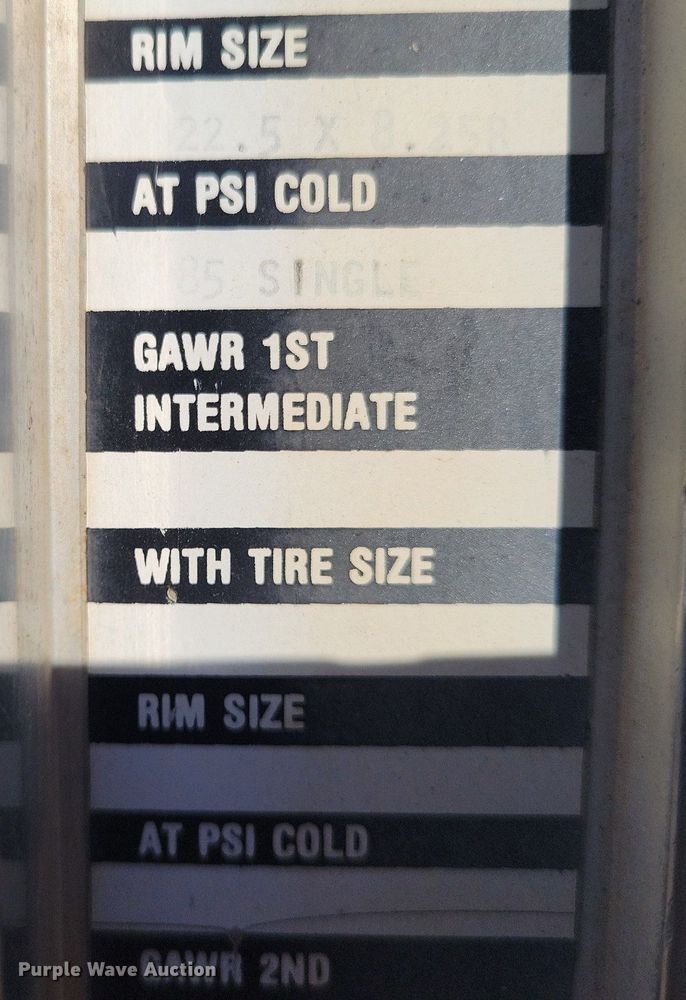 RIM SIZE
22.5 X 8.25R
AT PSI COLD
85 SINGLE
GAWR 1ST
INTERMEDIATE
WITH TIRE SIZE
RIM SIZE
AT PSI COLD
GAWR 2ND
Purple Wave Auction